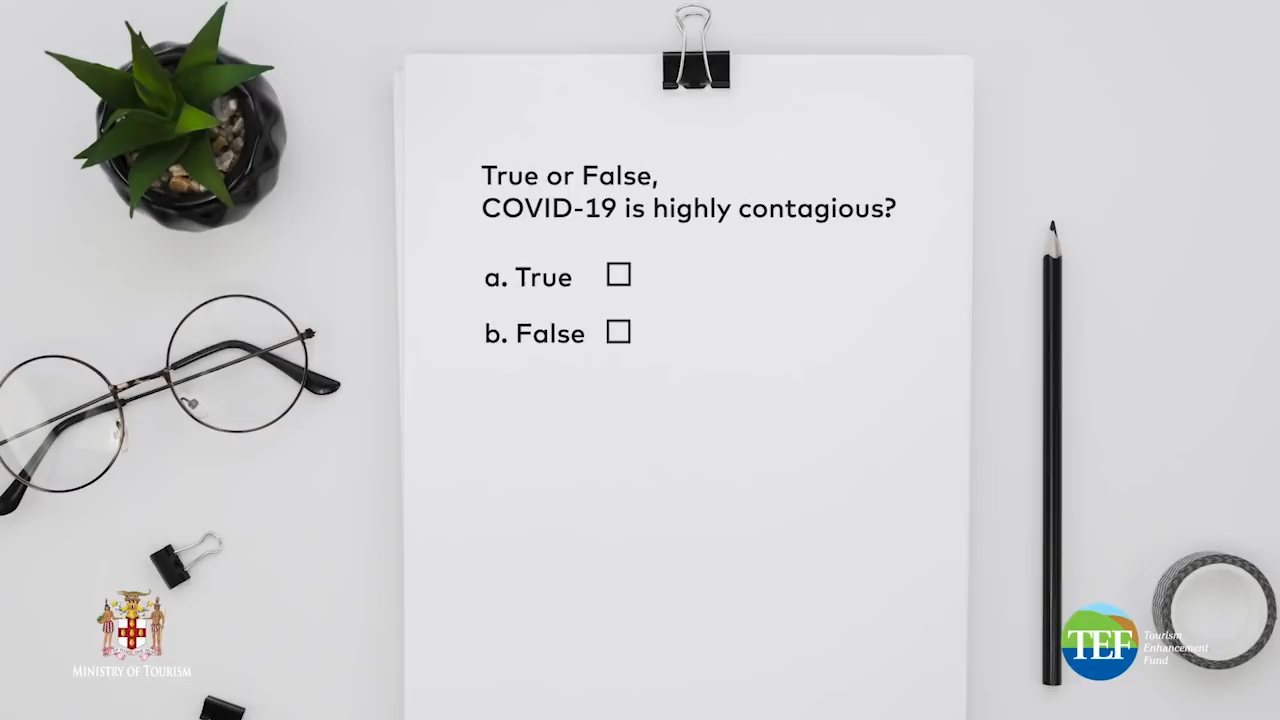 True or False,
COVID-19 is highly contagious?
a. True
b. False
MINISTRY OF TOURISM
TEF
Tourism
Enhancement
Fund